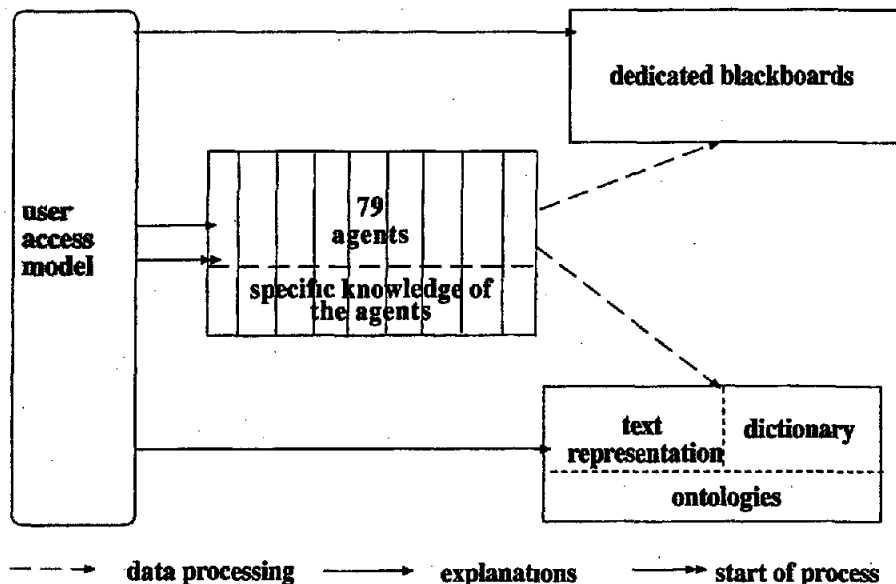 dedicated blackboards
user
access
model
79
agents
specific knowledge of
the agents
text
representation
dictionary
ontologies
data processing
explanations
start of process